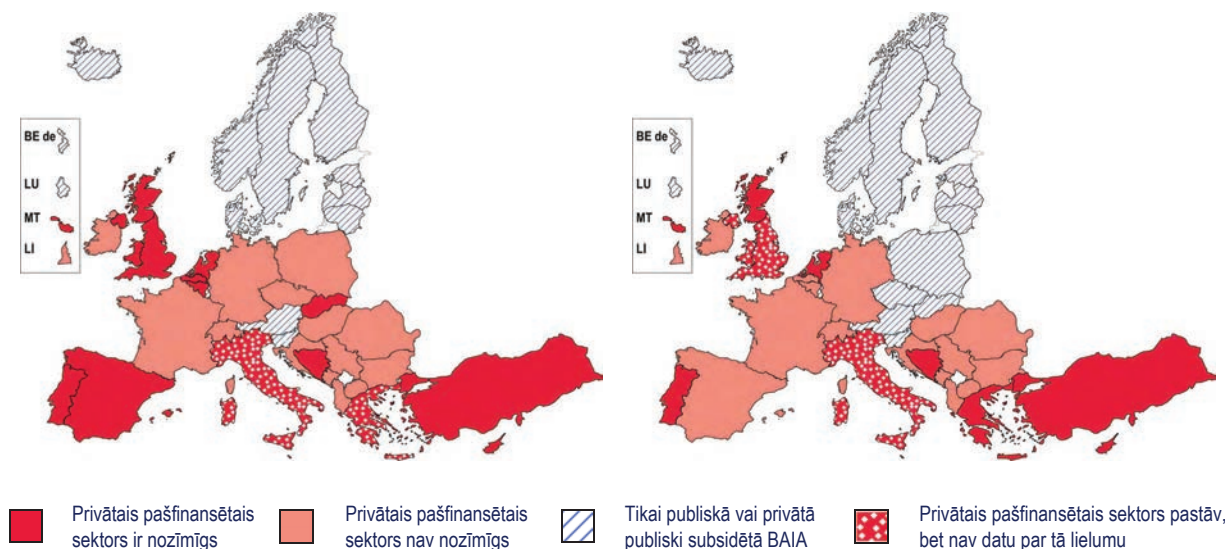 BE de
LU
MT
LI
BE de
LU
MT
LI
Privātais pašfinansētais
sektors ir nozīmīgs
Privātais pašfinansētais
sektors nav nozīmīgs
Tikai publiskā vai privātā
publiski subsidētā BAIA
Privātais pašfinansētais sektors pastāv,
bet nav datu par tā lielumu